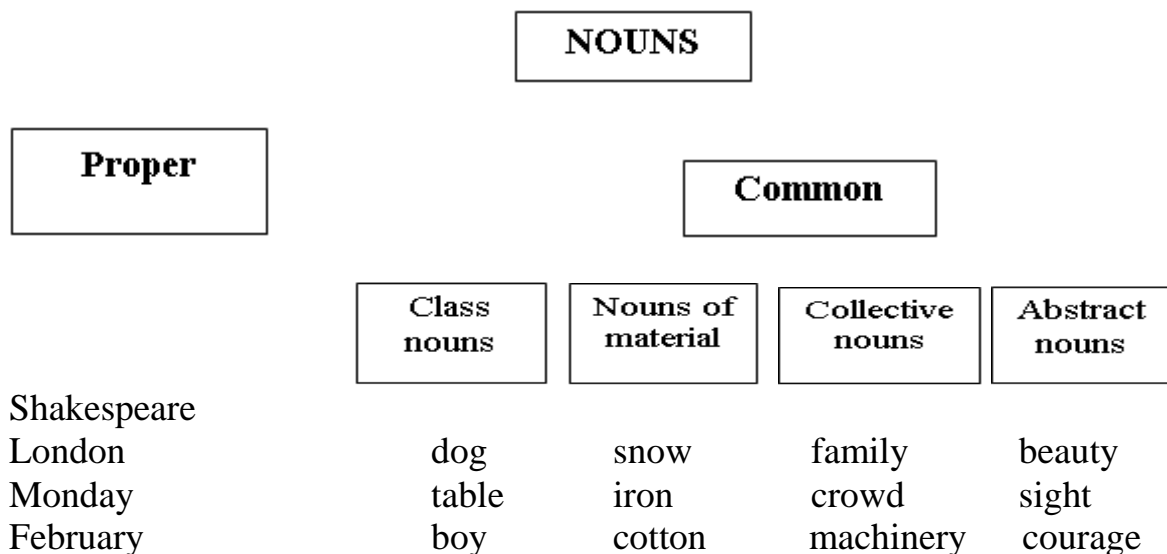 NOUNS
Proper
Common
Class
nouns
Nouns of
material
Collective
nouns
Abstract
nouns
Shakespeare
London dog snow family beauty
Monday table iron crowd sight
February boy cotton machinery courage